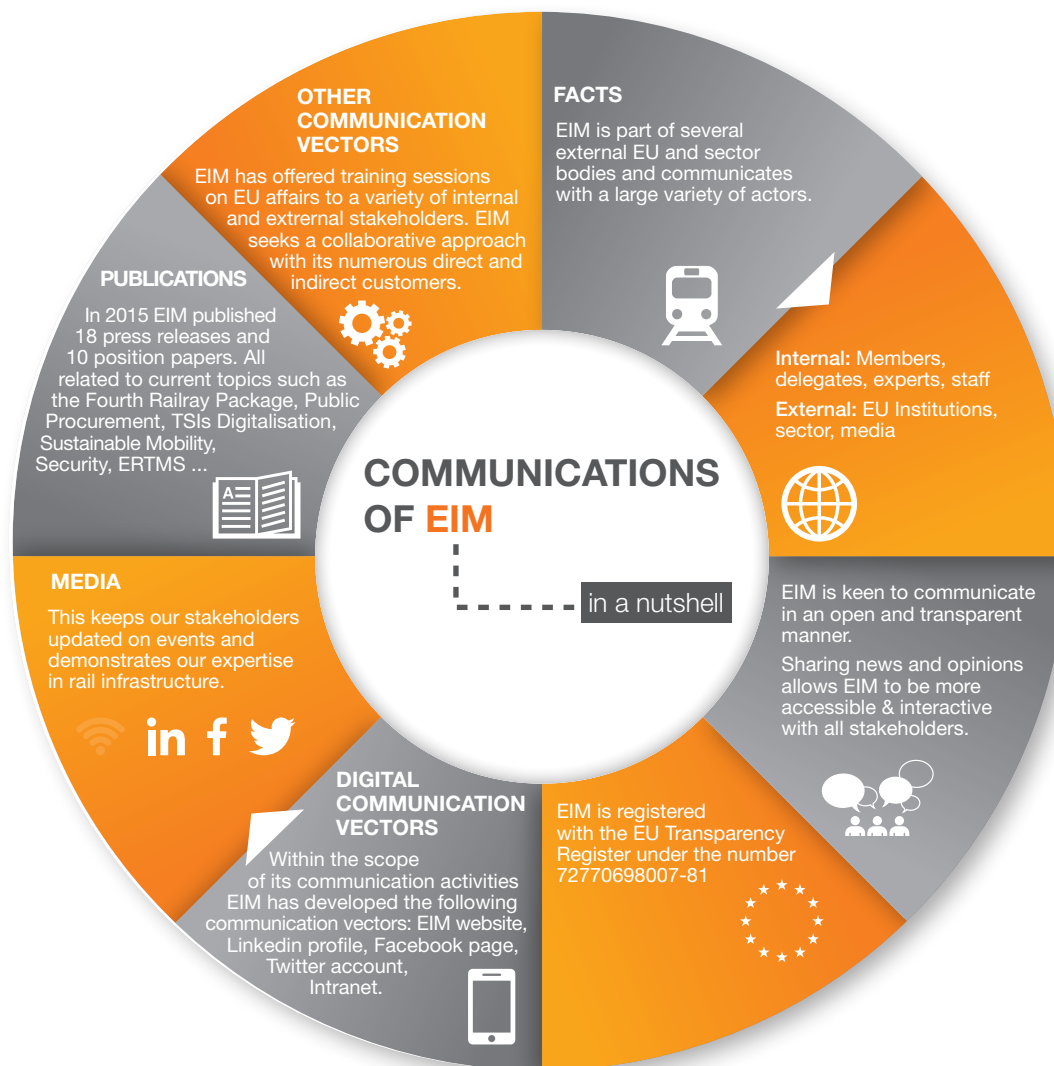 COMMUNICATIONS
OF EIM
in a nutshell
FACTS
EIM is part of several
external EU and sector
bodies and communicates
with a large variety of actors.
Internal: Members,
delegates, experts, staff
External: EU Institutions,
sector, media
EIM is keen to communicate
in an open and transparent
manner.
Sharing news and opinions
allows EIM to be more
accessible & interactive
with all stakeholders.
EIM is registered
with the EU Transparency
Register under the number
72770698007-81
DIGITAL
COMMUNICATION
VECTORS
Within the scope
of its communication activities
EIM has developed the following
communication vectors: EIM website,
Linkedin profile, Facebook page,
Twitter account,
Intranet.
MEDIA
This keeps our stakeholders
updated on events and
demonstrates our expertise
in rail infrastructure.
in f
PUBLICATIONS
In 2015 EIM published
18 press releases and
10 position papers. All
related to current topics such as
the Fourth Railray Package, Public
Procurement, TSIs Digitalisation,
Sustainable Mobility,
Security, ERTMS ...
A
OTHER
COMMUNICATION
VECTORS
EIM has offered training sessions
on EU affairs to a variety of internal
and extrernal stakeholders. EIM
seeks a collaborative approach
with its numerous direct and
indirect customers.